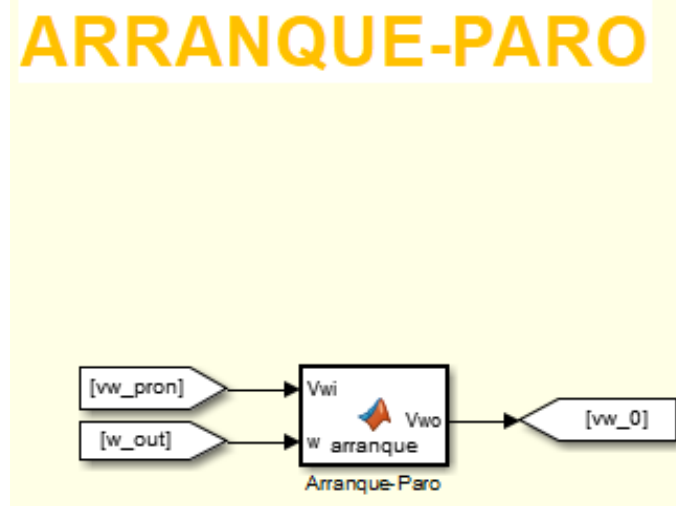 ARRANQUE-PARO
[vw_pron]
Vwi
Vwo
[vw_0]
[w_out]
w
arranque
Arranque-Paro